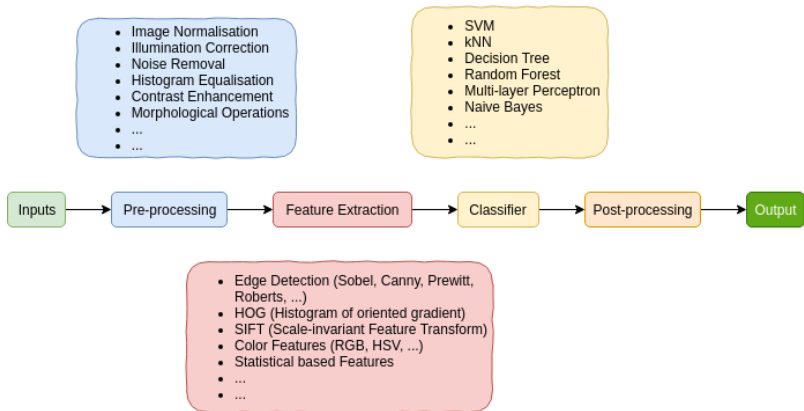 • Image Normalisation
• Illumination Correction
• Noise Removal
• Histogram Equalisation
• Contrast Enhancement
• Morphological Operations
• ...
• ...
• SVM
• kNN
• Decision Tree
• Random Forest
• Multi-layer Perceptron
• Naive Bayes
• ...
• ...
Inputs
Pre-processing
Feature Extraction
Classifier
Post-processing
Output
• Edge Detection (Sobel, Canny, Prewitt,
Roberts, ...)
• HOG (Histogram of oriented gradient)
• SIFT (Scale-invariant Feature Transform)
• Color Features (RGB, HSV, ...)
• Statistical based Features
• ...
• ...